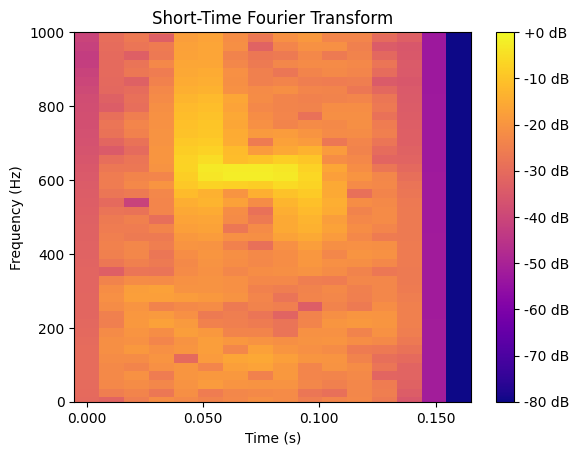 Short-Time Fourier Transform
Frequency (Hz)
1000
800
600
400
200
0
0.000
0.050
0.100
0.150
Time (s)
+0 dB
-10 dB
-20 dB
-30 dB
-40 dB
-50 dB
-60 dB
-70 dB
-80 dB